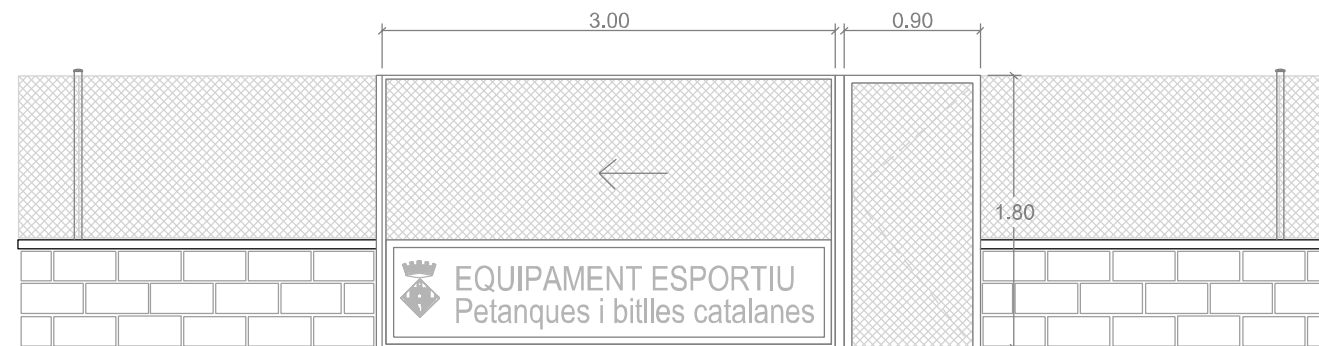 3.00
0.90
1.80
EQUIPAMENT ESPORTIU
Petanques i bitlles catalanes